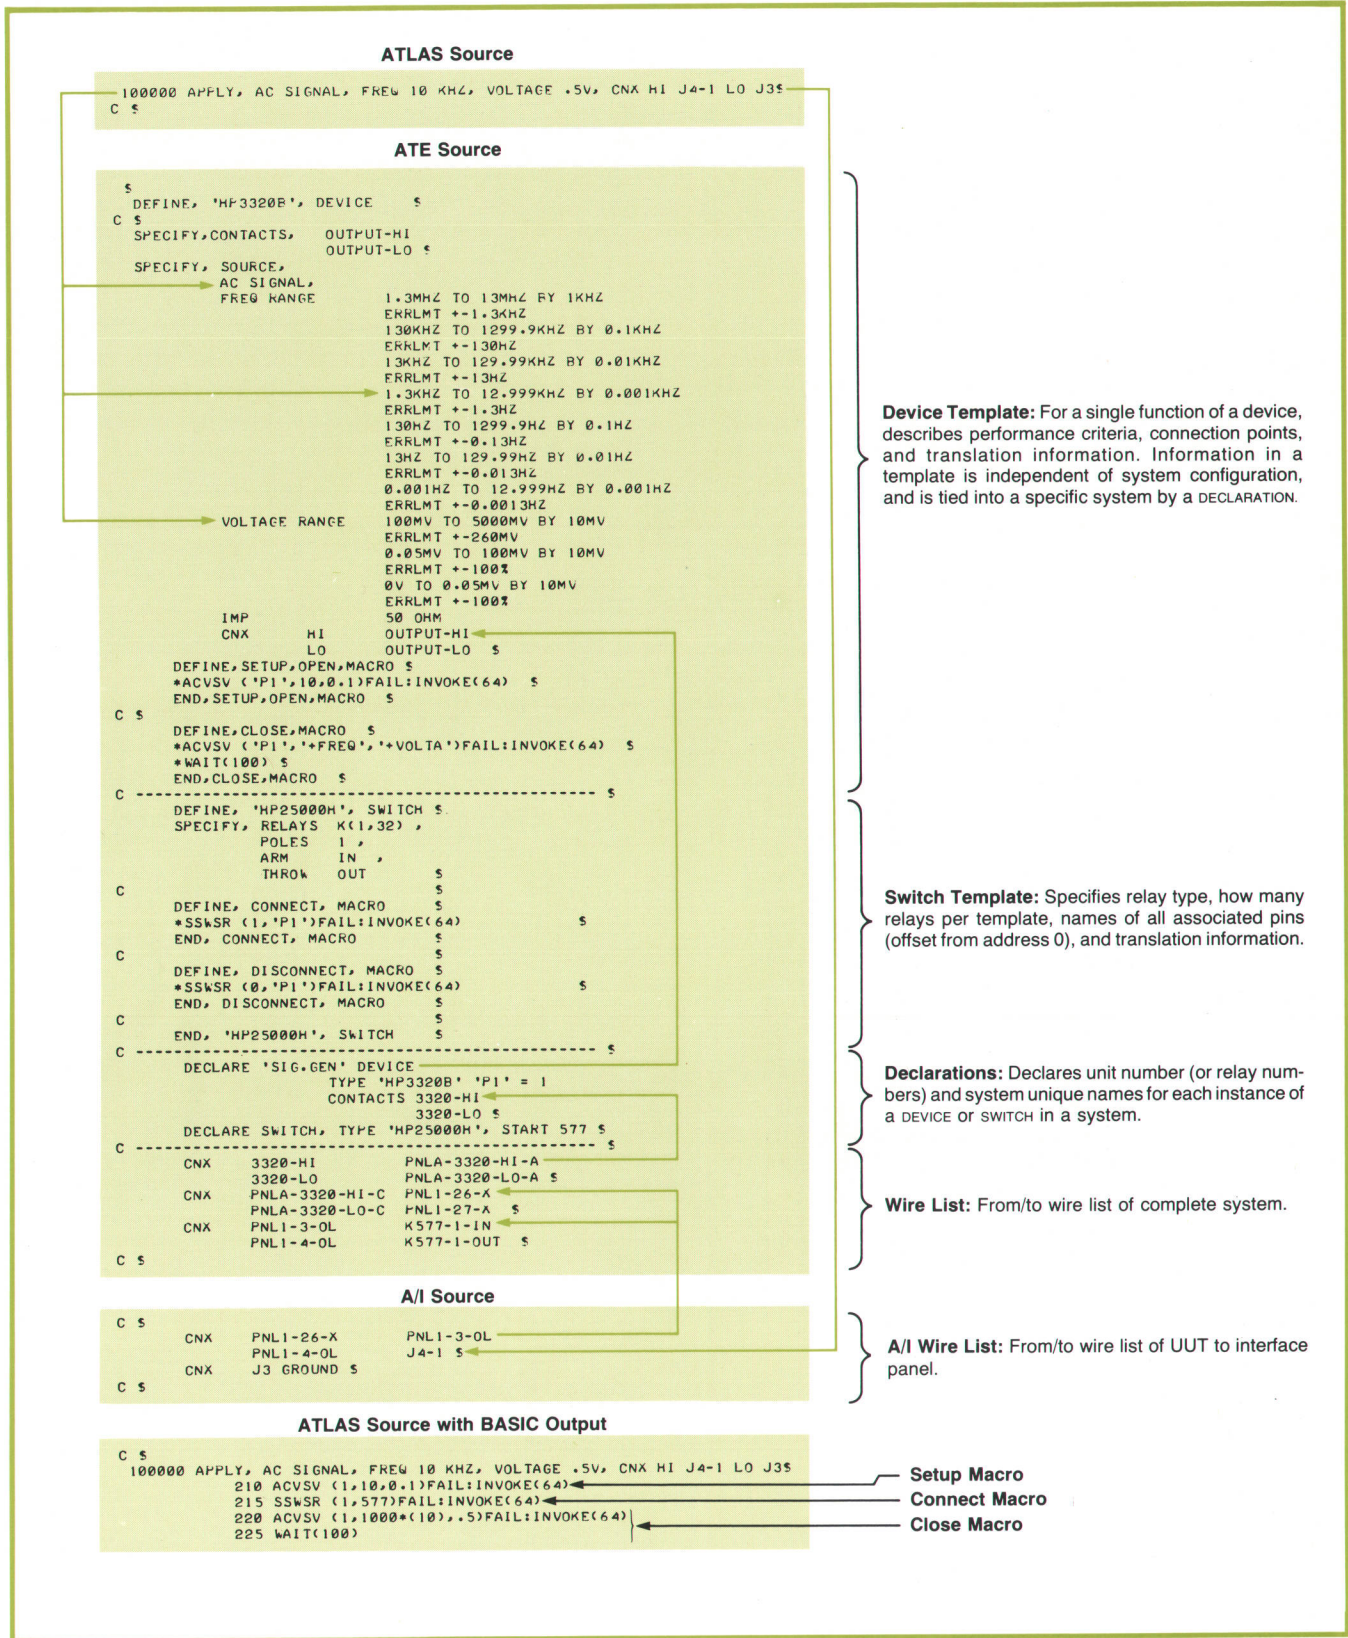 ATLAS Source
100000 APPLY, AC SIGNAL, FREQ 10 KHZ, VOLTAGE .5V, CNX HI J4-1 LO J3$
C $
ATE Source
$
DEFINE, 'HP3320B', DEVICE $
C $
SPECIFY,CONTACTS, OUTPUT-HI
OUTPUT-LO $
SPECIFY, SOURCE,
AC SIGNAL,
FREQ RANGE 1.3MHZ TO 13MHZ BY 1KHZ
ERRLMT +-1.3KHZ
130KHZ TO 1299.9KHZ BY 0.1KHZ
ERRLMT +-130HZ
13KHZ TO 129.99KHZ BY 0.01KHZ
ERRLMT +-13HZ
1.3KHZ TO 12.999KHZ BY 0.001KHZ
ERRLMT +-1.3HZ
130HZ TO 1299.9HZ BY 0.1HZ
ERRLMT +-0.13HZ
13HZ TO 129.99HZ BY 0.01HZ
ERRLMT +-0.013HZ
0.001HZ TO 12.999HZ BY 0.001HZ
ERRLMT +-0.0013HZ
VOLTAGE RANGE 100MV TO 5000MV BY 10MV
ERRLMT +-260MV
0.05MV TO 100MV BY 10MV
ERRLMT +-100%
0V TO 0.05MV BY 10MV
ERRLMT +-100%
IMP 50 OHM
CNX HI OUTPUT-HI
LO OUTPUT-LO $
DEFINE,SETUP,OPEN,MACRO $
*ACVSV ('P1',10,0.1)FAIL:INVOKE(64) $
END,SETUP,OPEN,MACRO $
C $
DEFINE,CLOSE,MACRO $
*ACVSV ('P1','+FREQ','+VOLTA')FAIL:INVOKE(64) $
*WAIT(100) $
END,CLOSE,MACRO $
C ------------------------------------------------ $
Device Template: For a single function of a device,
describes performance criteria, connection points,
and translation information. Information in a
template is independent of system configuration,
and is tied into a specific system by a DECLARATION.
DEFINE, 'HP25000H', SWITCH $
SPECIFY, RELAYS K(1,32) ,
POLES 1 ,
ARM IN ,
THROW OUT $
C $
DEFINE, CONNECT, MACRO $
*SSWSR (1,'P1')FAIL:INVOKE(64) $
END, CONNECT, MACRO $
C $
DEFINE, DISCONNECT, MACRO $
*SSWSR (0,'P1')FAIL:INVOKE(64) $
END, DISCONNECT, MACRO $
C $
END, 'HP25000H', SWITCH $
C ------------------------------------------------ $
Switch Template: Specifies relay type, how many
relays per template, names of all associated pins
(offset from address 0), and translation information.
DECLARE 'SIG.GEN' DEVICE
TYPE 'HP3320B' 'P1' = 1
CONTACTS 3320-HI
3320-LO $
DECLARE SWITCH, TYPE 'HP25000H', START 577 $
C ------------------------------------------------ $
Declarations: Declares unit number (or relay num-
bers) and system unique names for each instance of
a DEVICE or SWITCH in a system.
CNX 3320-HI PNLA-3320-HI-A
3320-LO PNLA-3320-LO-A $
CNX PNLA-3320-HI-C PNL1-26-X
PNLA-3320-LO-C PNL1-27-X $
CNX PNL1-3-OL K577-1-IN
PNL1-4-OL K577-1-OUT $
C $
Wire List: From/to wire list of complete system.
A/I Source
C $
CNX PNL1-26-X PNL1-3-OL
PNL1-4-OL J4-1 $
CNX J3 GROUND $
C $
A/I Wire List: From/to wire list of UUT to interface
panel.
ATLAS Source with BASIC Output
C $
100000 APPLY, AC SIGNAL, FREQ 10 KHZ, VOLTAGE .5V, CNX HI J4-1 LO J3$
210 ACVSV (1,10,0.1)FAIL:INVOKE(64)
215 SSWSR (1,577)FAIL:INVOKE(64)
220 ACVSV (1,1000*(10),.5)FAIL:INVOKE(64)
225 WAIT(100)
Setup Macro
Connect Macro
Close Macro